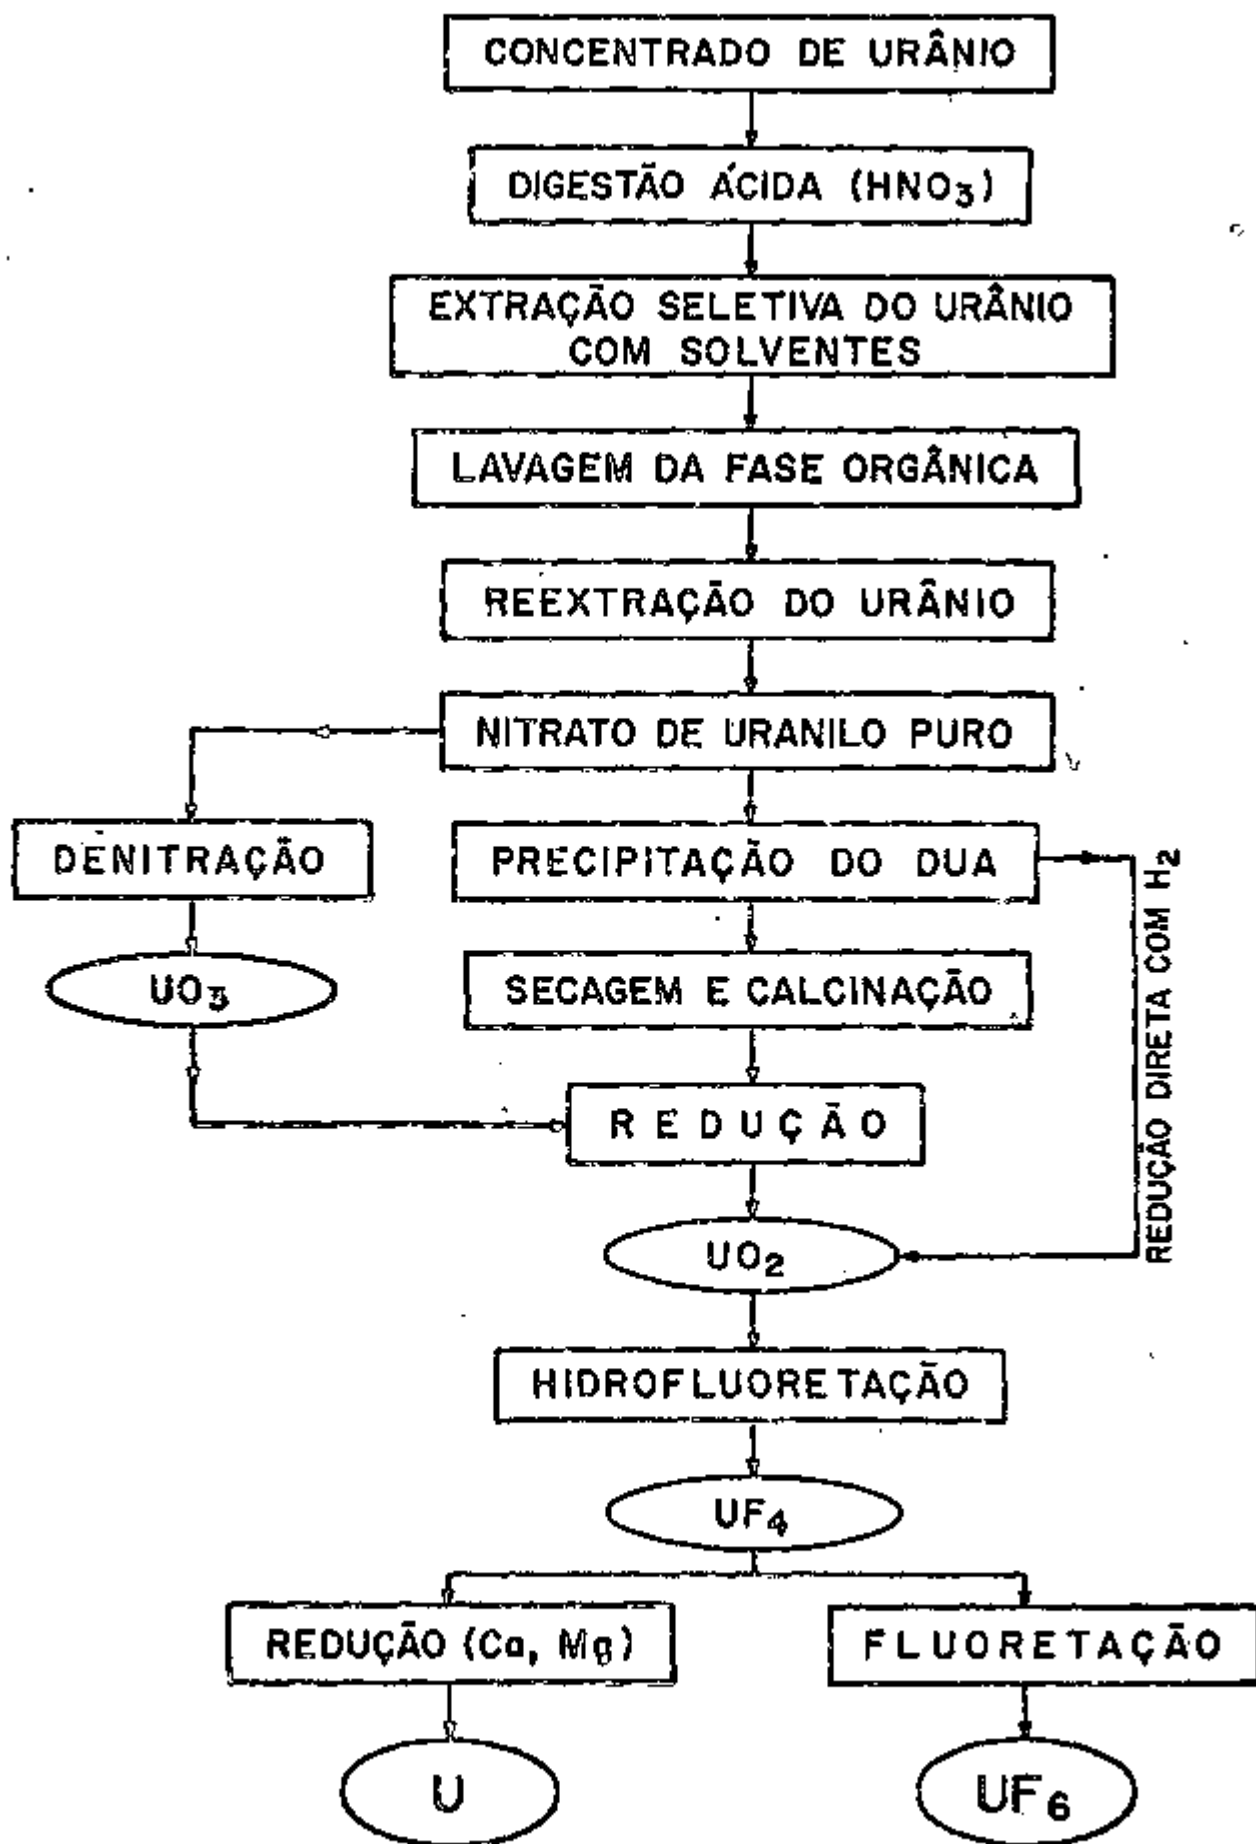 CONCENTRADO DE URÂNIO
DIGESTÃO ÁCIDA (HNO₃)
EXTRAÇÃO SELETIVA DO URÂNIO
COM SOLVENTES
LAVAGEM DA FASE ORGÂNICA
REEXTRAÇÃO DO URÂNIO
NITRATO DE URANILO PURO
DENITRAÇÃO
PRECIPITAÇÃO DO DUA
REDUÇÃO DIRETA COM H₂
UO₃
SECAGEM E CALCINAÇÃO
REDUÇÃO
UO₂
HIDROFLUORETAÇÃO
UF₄
REDUÇÃO (Ca, Mg)
FLUORETAÇÃO
U
UF₆